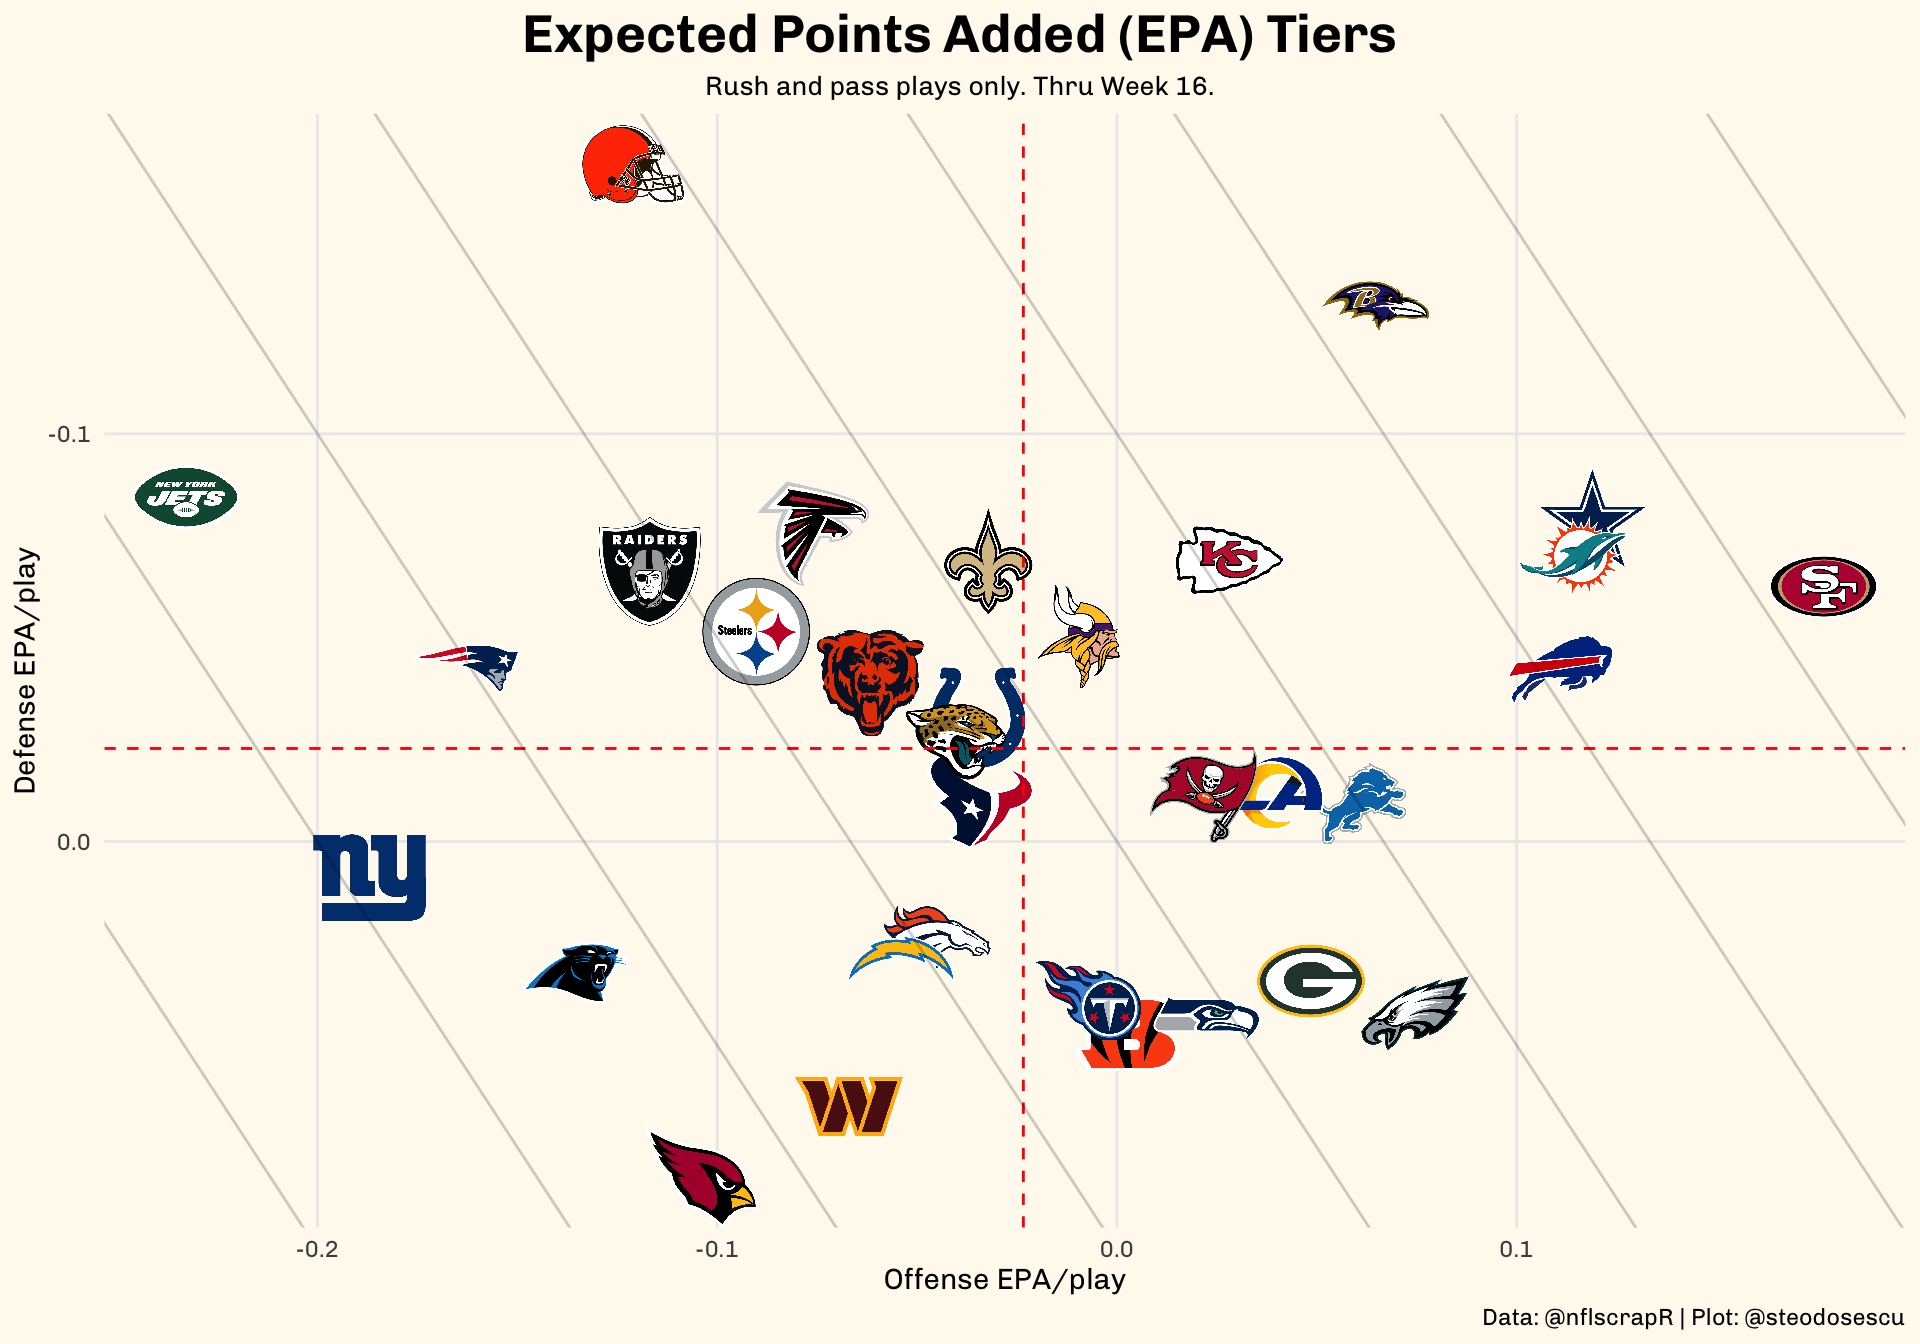 Expected Points Added (EPA) Tiers
Rush and pass plays only. Thru Week 16.
Defense EPA/play
-0.1
0.0
NEW YORK
JETS
RAIDERS
Steelers
B
KC
SF
ny
G
T
W
-0.2
-0.1
0.0
0.1
Offense EPA/play
Data: @nflscrapR | Plot: @steodosescu